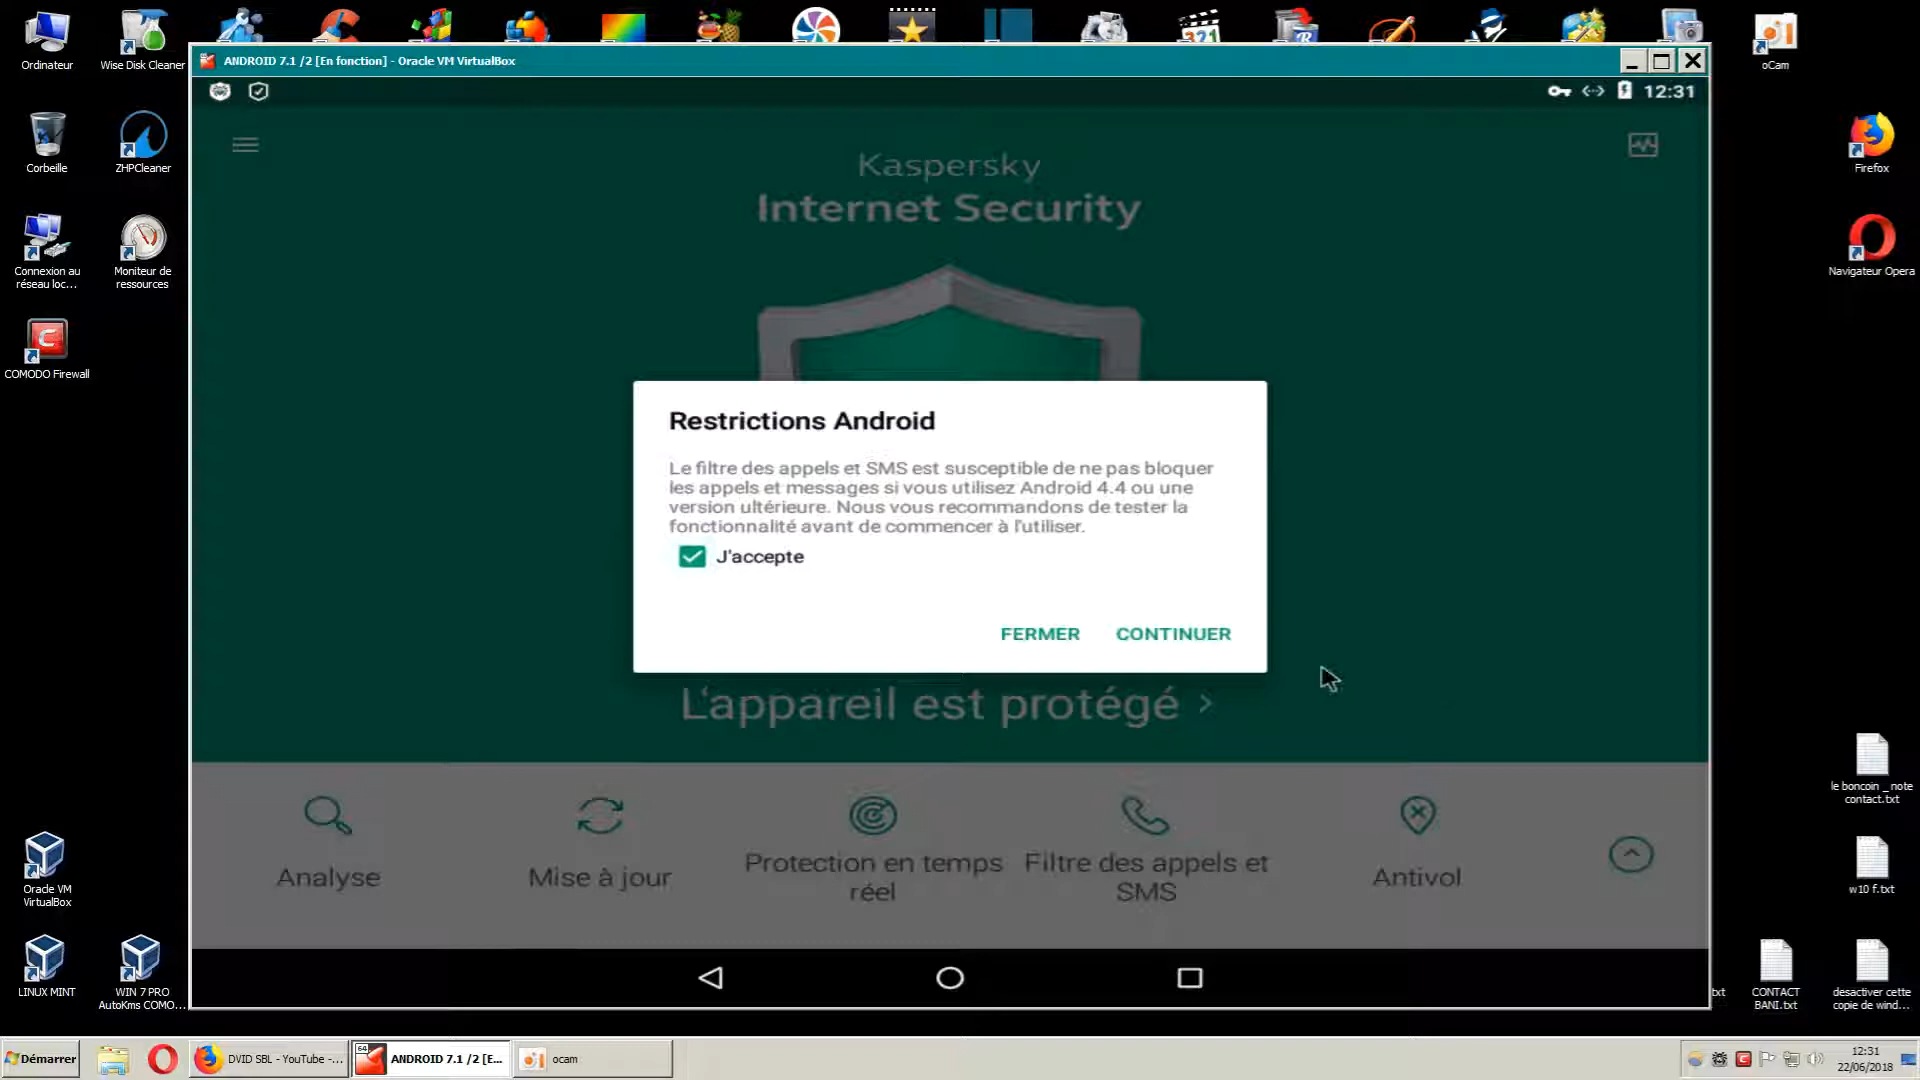 Ordinateur
Wise Disk Cleaner
oCam
ANDROID 7.1 /2 [En fonction] - Oracle VM VirtualBox
12:31
Corbeille
ZHPCleaner
Firefox
Kaspersky
Internet Security
Connexion au
réseau loc...
Moniteur de
ressources
Navigateur Opera
COMODO Firewall
Restrictions Android
Le filtre des appels et SMS est susceptible de ne pas bloquer
les appels et messages si vous utilisez Android 4.4 ou une
version ultérieure. Nous vous recommandons de tester la
fonctionnalité avant de commencer à l'utiliser.
J'accepte
FERMER CONTINUER
L'appareil est protégé
Analyse
Mise à jour
Protection en temps
réel
Filtre des appels et
SMS
Antivol
le boncoin _ note
contact.txt
w10 f.txt
Oracle VM
VirtualBox
LINUX MINT
WIN 7 PRO
AutoKms COMO...
txt
CONTACT
BANI.txt
desactiver cette
copie de wind...
Démarrer
DVID SBL - YouTube -...
64
ANDROID 7.1 /2 [E...
ocam
12:31
22/06/2018
321